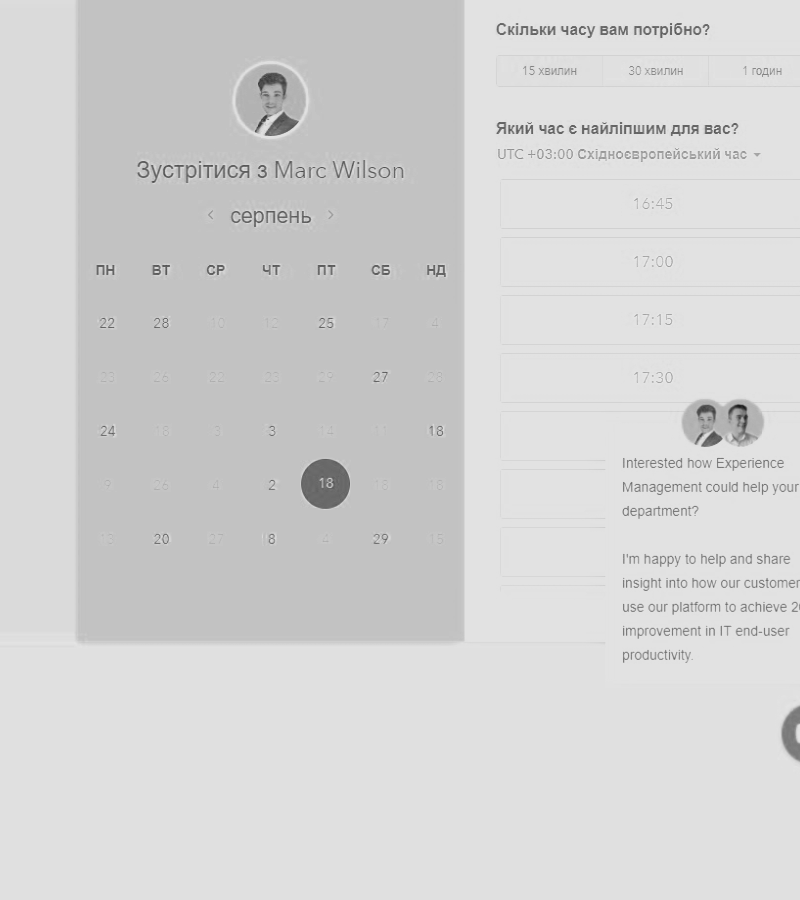 Зустрітися з Marc Wilson
серпень
ПН ВТ СР ЧТ ПТ СБ НД
22 28 10 12 25 17 4
23 26 22 23 29 27 28
24 18 3 3 14 11 18
9 26 4 2 18 13 18
13 20 27 8 4 29 15
Скільки часу вам потрібно?
15 хвилин 30 хвилин 1 годин
Який час є найліпшим для вас?
UTC +03:00 Східноєвропейський час
16:45
17:00
17:15
17:30
Interested how Experience
Management could help your
department?
I'm happy to help and share
insight into how our customer
use our platform to achieve 2
improvement in IT end-user
productivity.